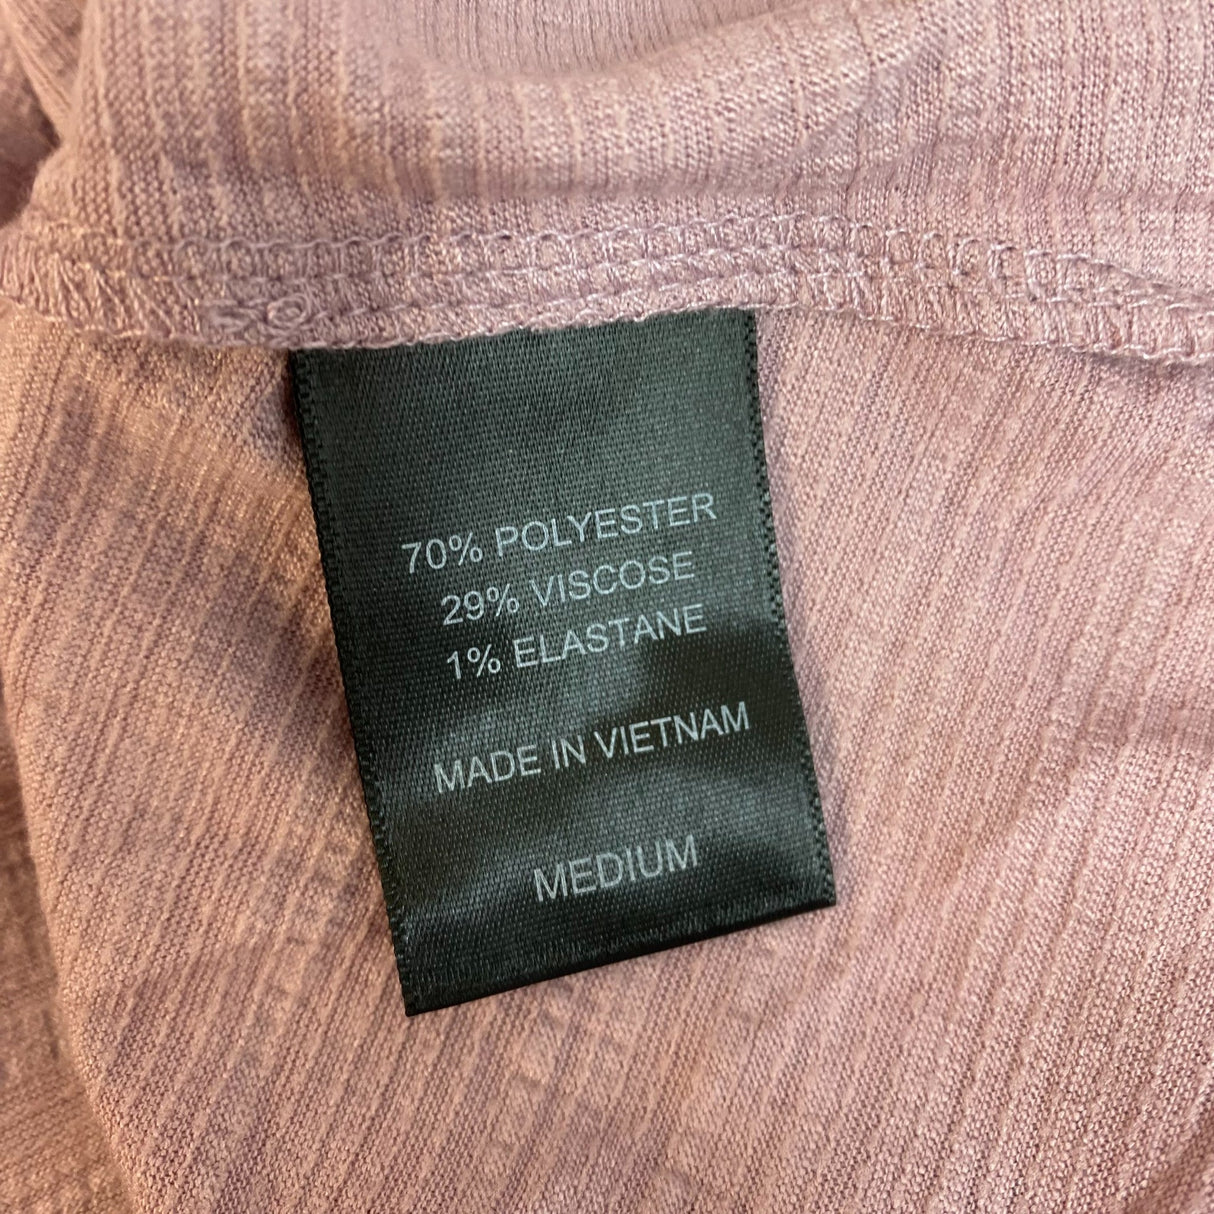 70% POLYESTER
29% VISCOSE
1% ELASTANE
MADE IN VIETNAM
MEDIUM